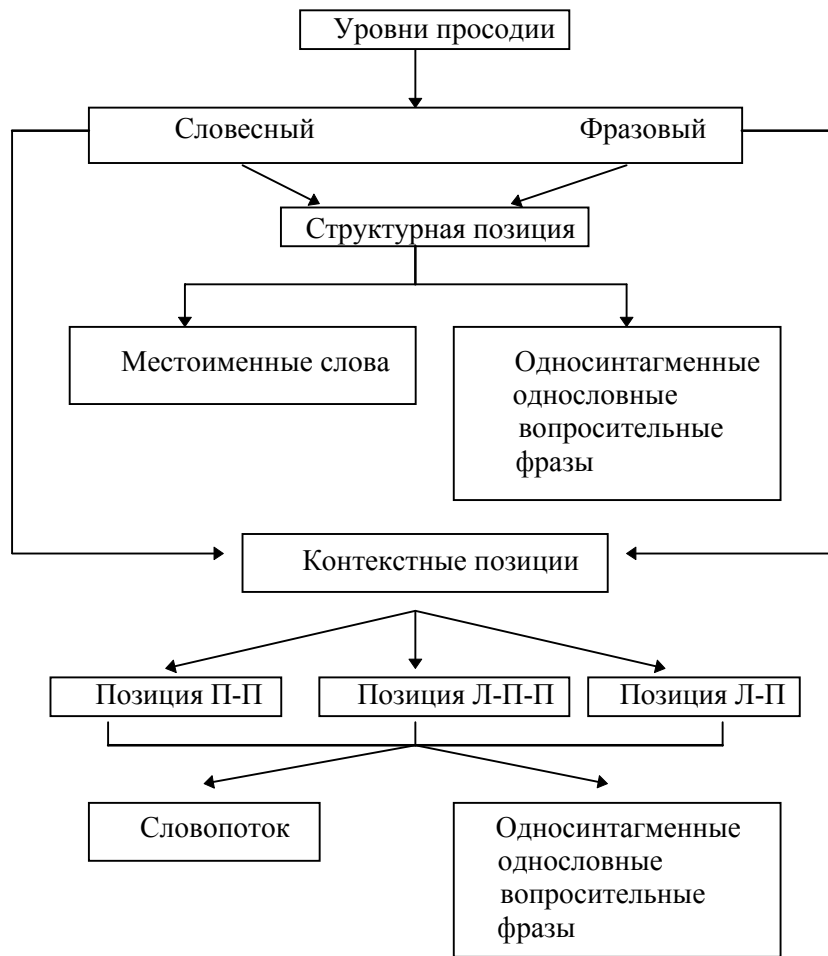 Уровни просодии
Словесный Фразовый
Структурная позиция
Местоименные слова
Односинтагменные
однословные
вопросительные
фразы
Контекстные позиции
Позиция П-П
Позиция Л-П-П
Позиция Л-П
Словопоток
Односинтагменные
однословные
вопросительные
фразы